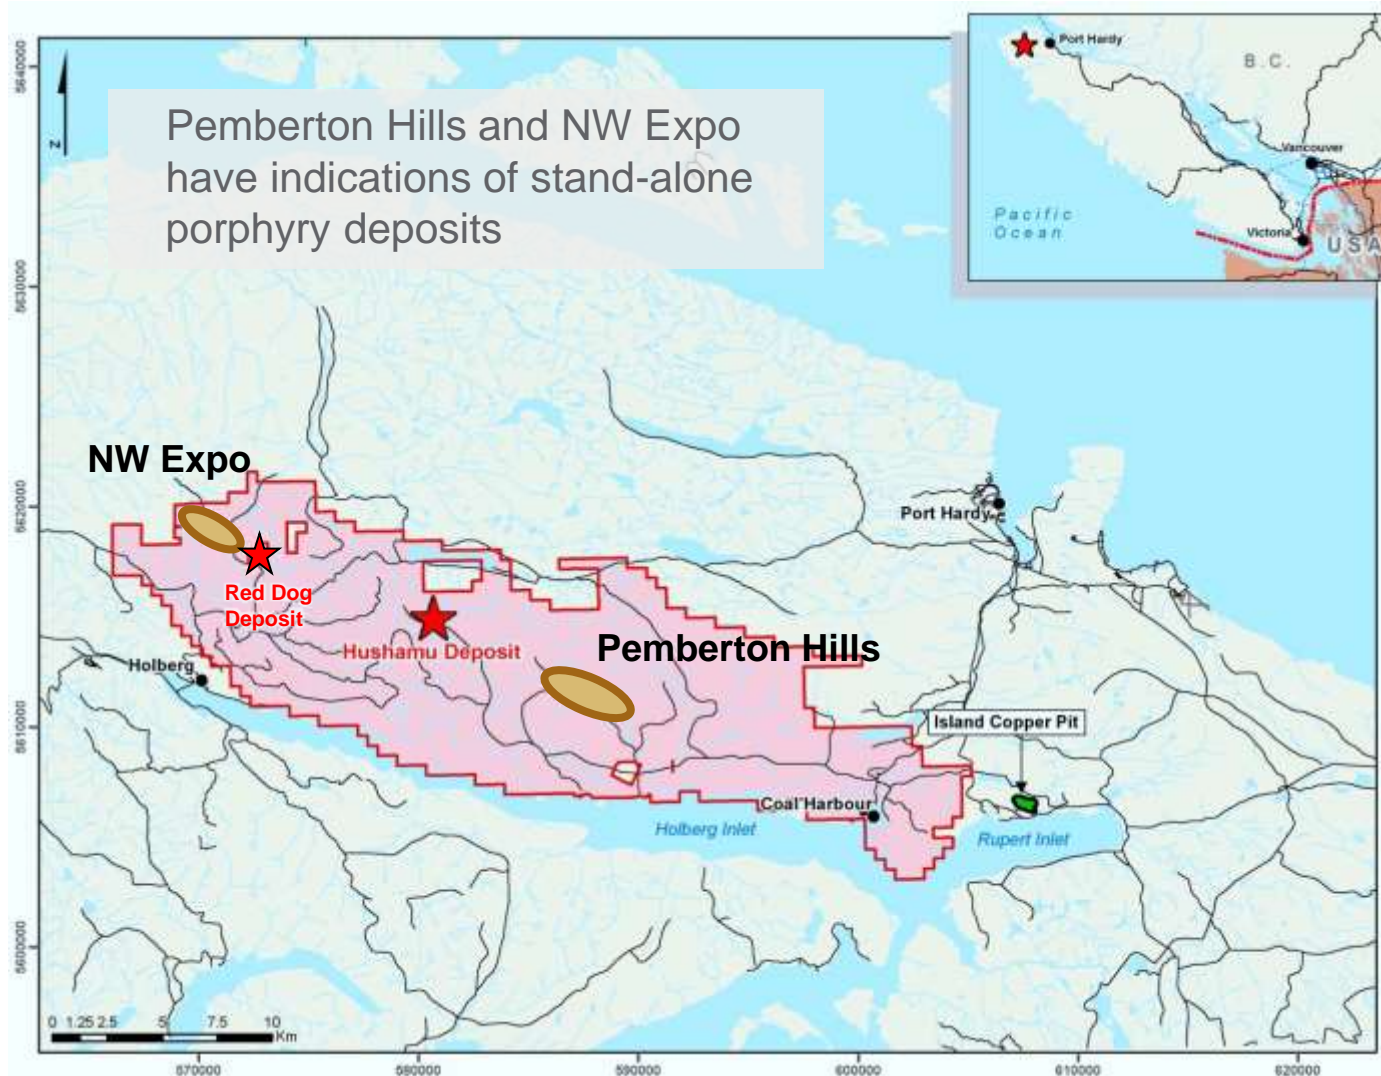 Pemberton Hills and NW Expo
have indications of stand-alone
porphyry deposits
Port Hardy
B.C.
Vancouver
Pacific
Ocean
Victoria
USA
N
5640000
5630000
5620000
5610000
5600000
NW Expo
Port Hardy
Red Dog
Deposit
Hushamu Deposit
Pemberton Hills
Holberg
Island Copper Pit
Coal Harbour
Holberg Inlet
Rupert Inlet
0 1.25 2.5 5 7.5 10
Km
570000 580000 590000 600000 610000 620000